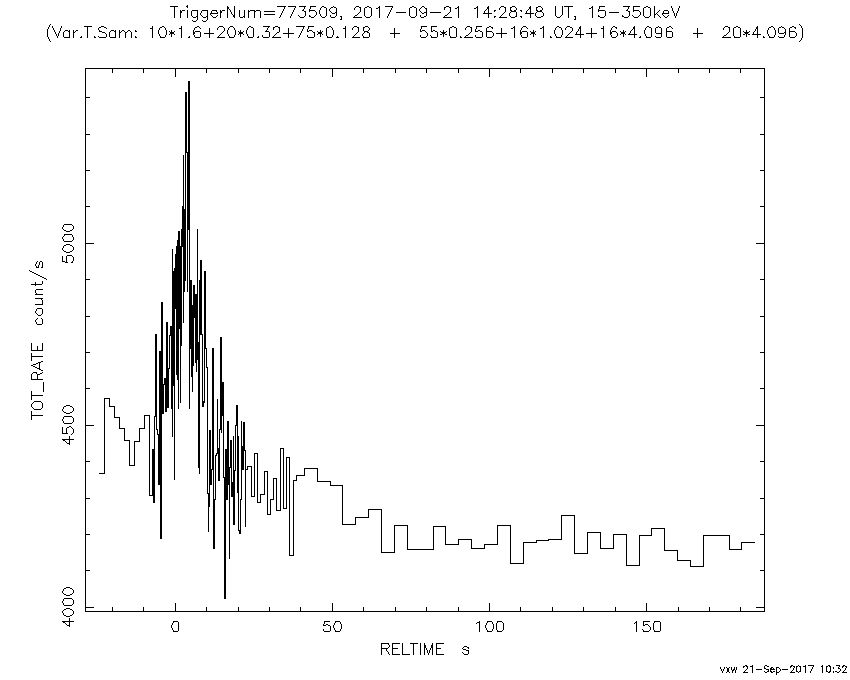 TriggerNum=773509, 2017-09-21 14:28:48 UT, 15-350keV
(Var.T.Sam: 10*1.6+20*0.32+75*0.128 + 55*0.256+16*1.024+16*4.096 + 20*4.096)
TOT_RATE count/s
5000
4500
4000
0 50 100 150
RELTIME s
vxw 21-Sep-2017 10:32